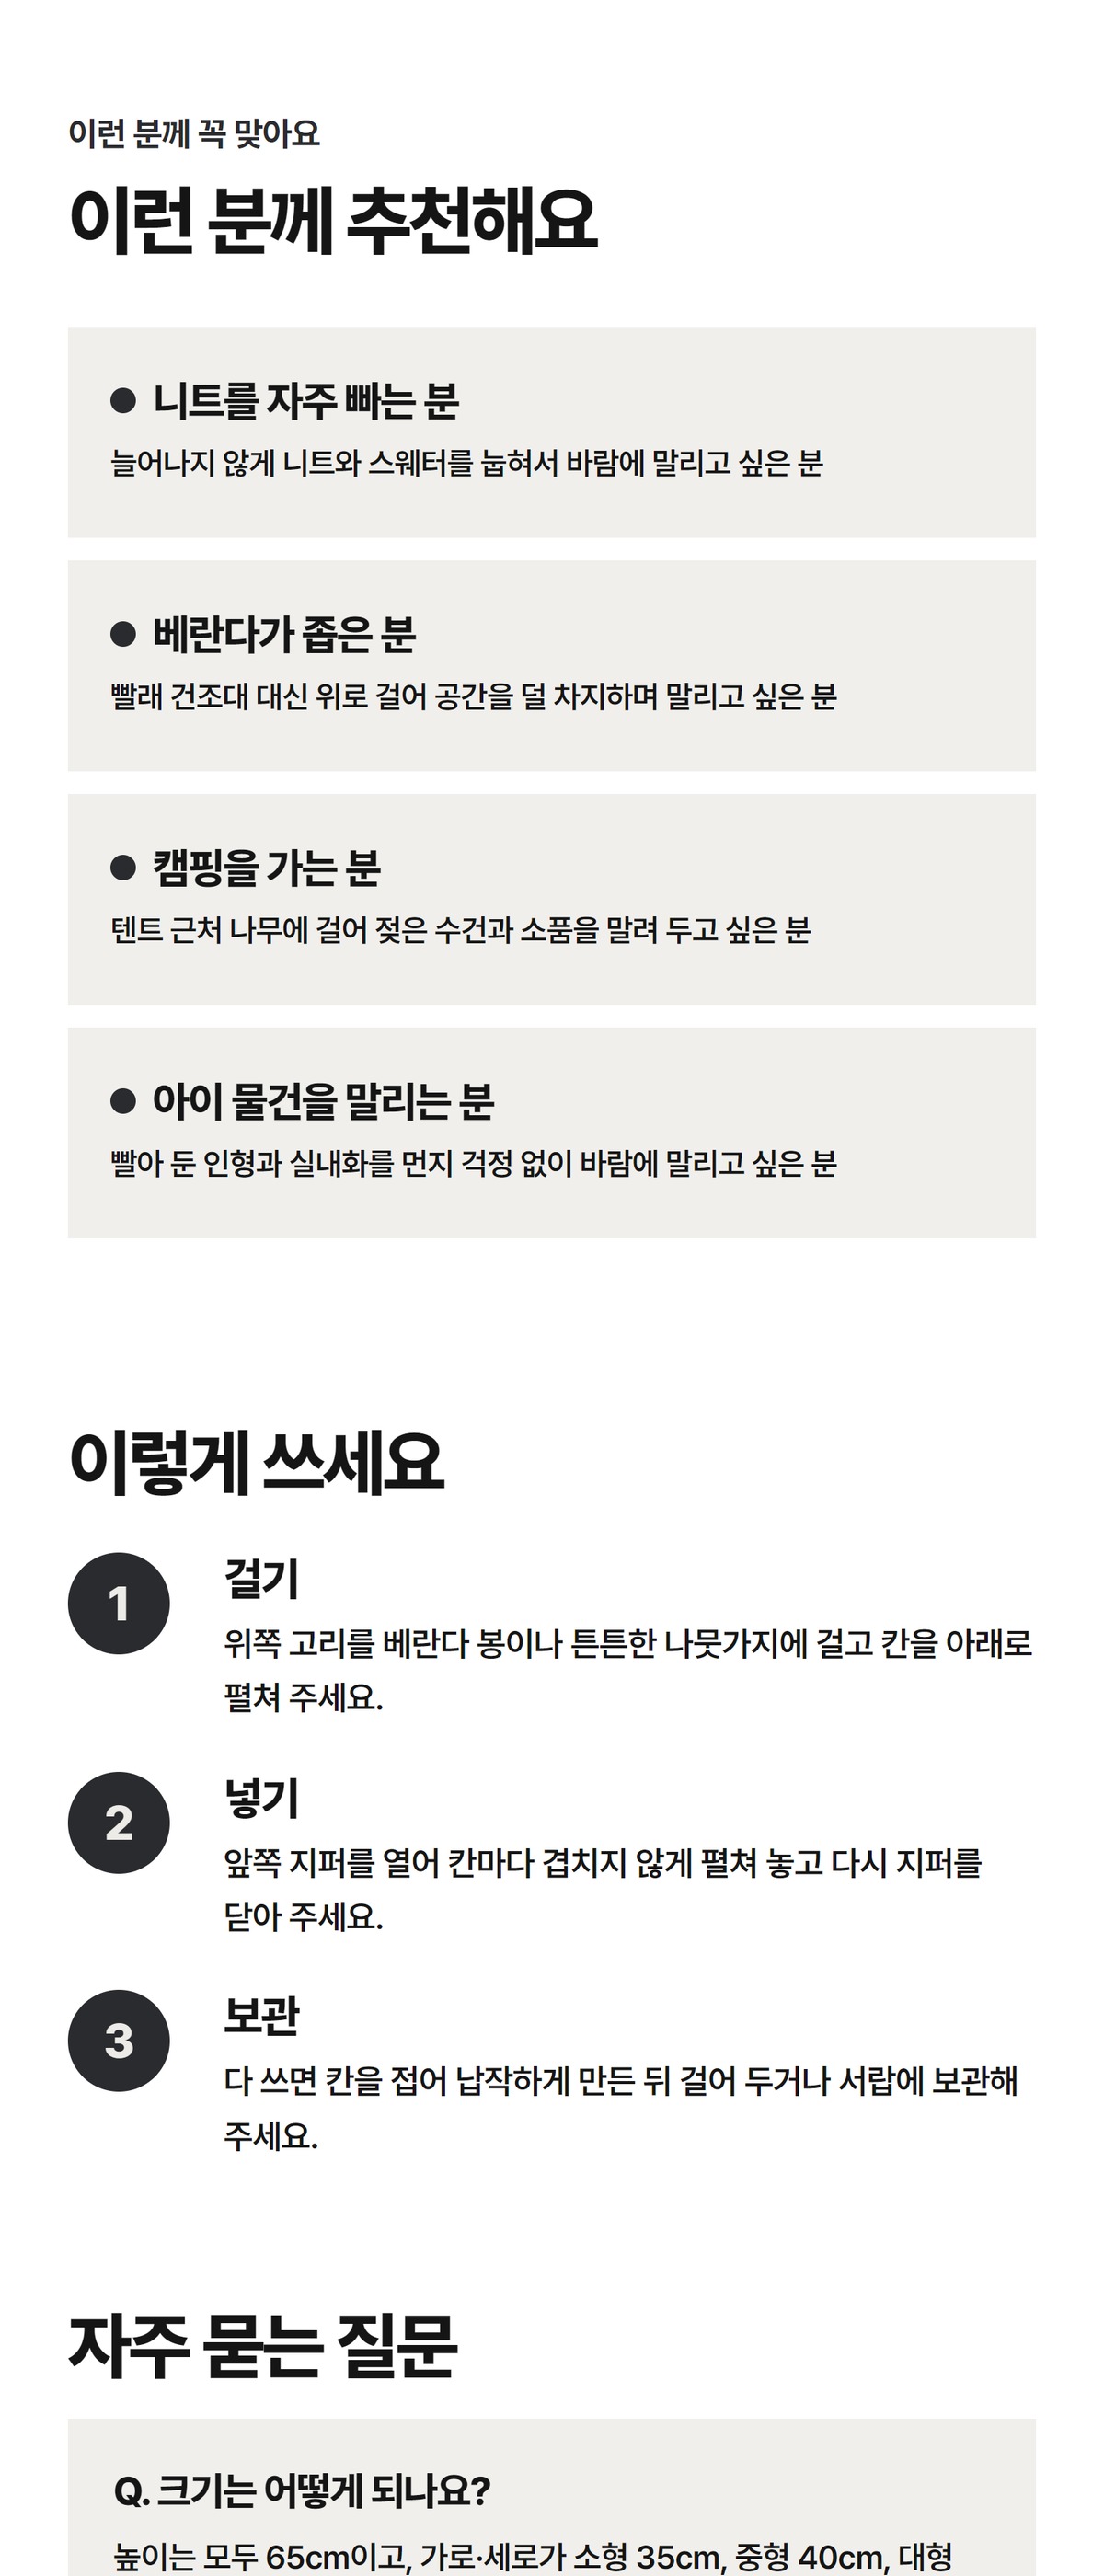 이런 분께 꼭 맞아요
이런 분께 추천해요
니트를 자주 빠는 분
늘어나지 않게 니트와 스웨터를 눕혀서 바람에 말리고 싶은 분
베란다가 좁은 분
빨래 건조대 대신 위로 걸어 공간을 덜 차지하며 말리고 싶은 분
캠핑을 가는 분
텐트 근처 나무에 걸어 젖은 수건과 소품을 말려 두고 싶은 분
아이 물건을 말리는 분
빨아 둔 인형과 실내화를 먼지 걱정 없이 바람에 말리고 싶은 분
이렇게 쓰세요
1
걸기
위쪽 고리를 베란다 봉이나 튼튼한 나뭇가지에 걸고 칸을 아래로
펼쳐 주세요.
2
넣기
앞쪽 지퍼를 열어 칸마다 겹치지 않게 펼쳐 놓고 다시 지퍼를
닫아 주세요.
3
보관
다 쓰면 칸을 접어 납작하게 만든 뒤 걸어 두거나 서랍에 보관해
주세요.
자주 묻는 질문
Q. 크기는 어떻게 되나요?
높이는 모두 65cm이고, 가로·세로가 소형 35cm, 중형 40cm, 대형